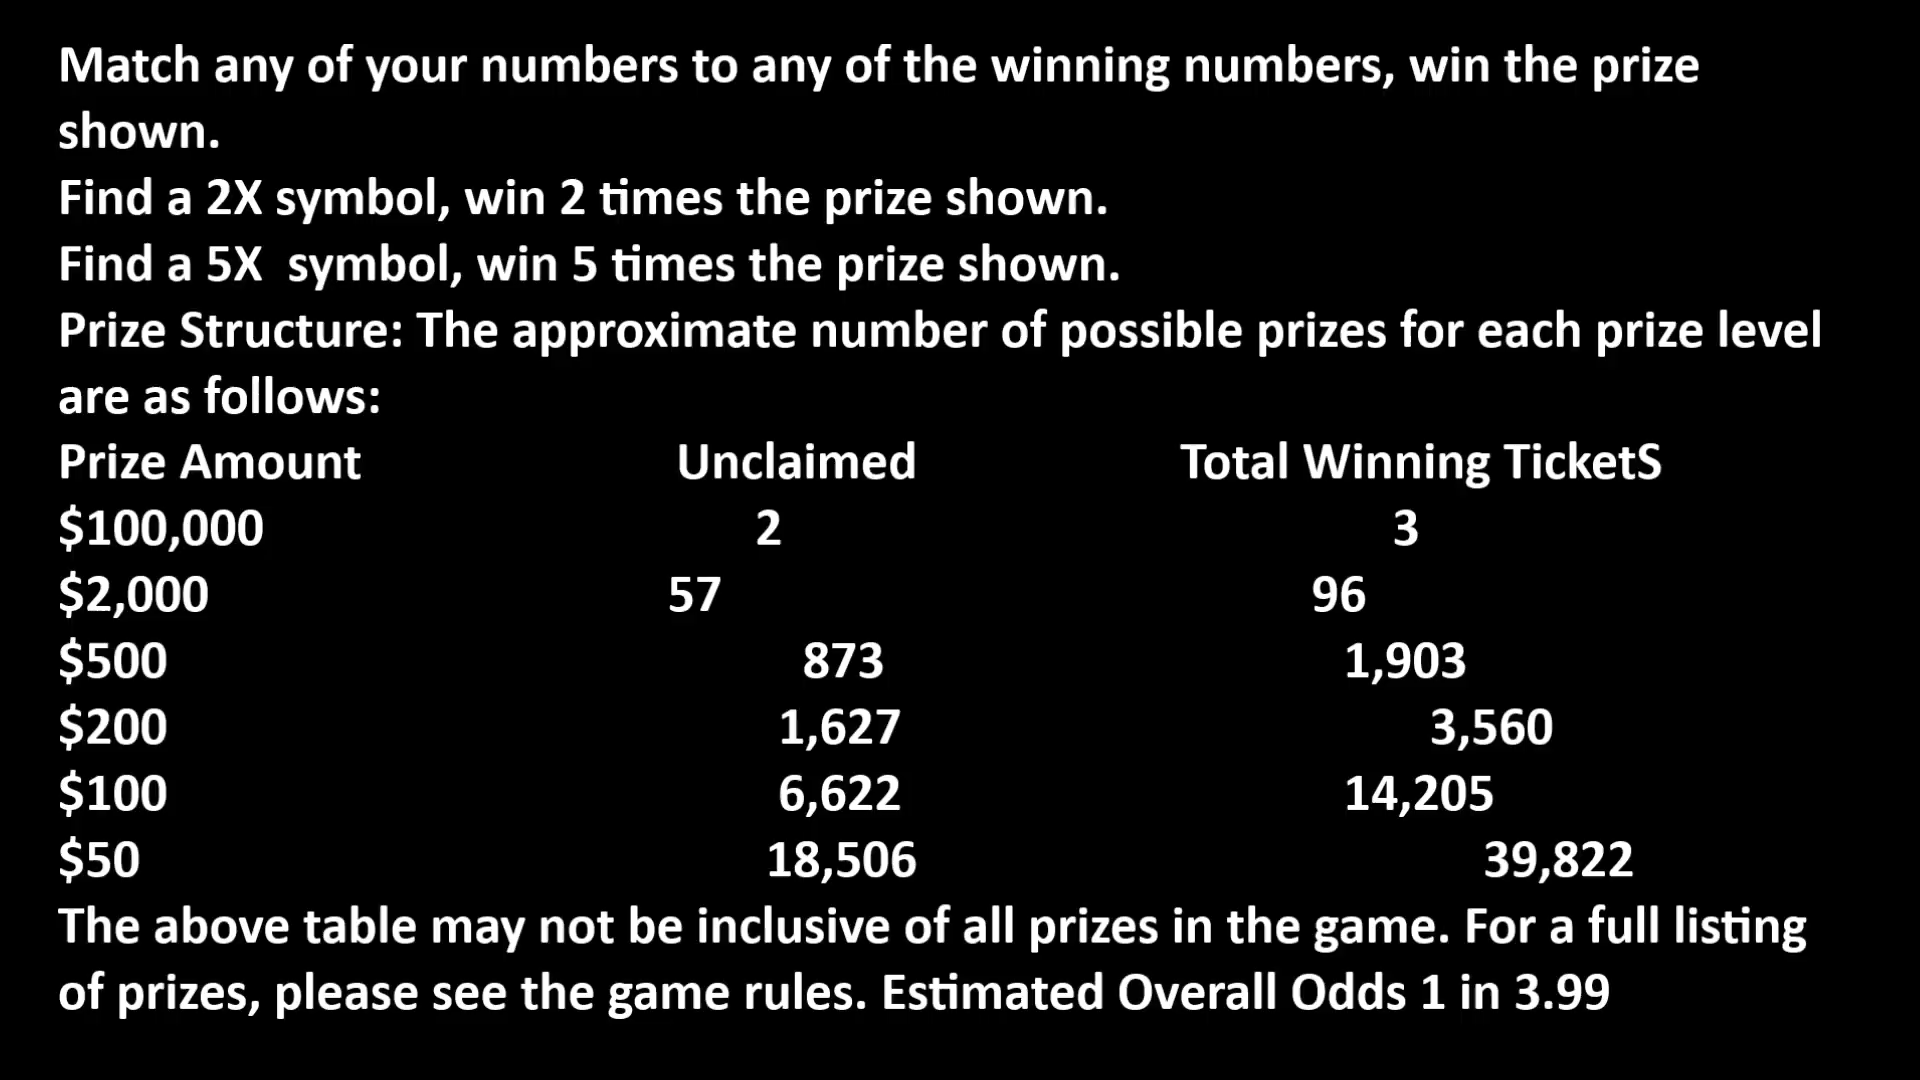 Match any of your numbers to any of the winning numbers, win the prize
shown.
Find a 2X symbol, win 2 times the prize shown.
Find a 5X  symbol, win 5 times the prize shown.
Prize Structure: The approximate number of possible prizes for each prize level
are as follows:
Prize Amount Unclaimed Total Winning TicketS
$100,000 2 3
$2,000 57 96
$500 873 1,903
$200 1,627 3,560
$100 6,622 14,205
$50 18,506 39,822
The above table may not be inclusive of all prizes in the game. For a full listing
of prizes, please see the game rules. Estimated Overall Odds 1 in 3.99